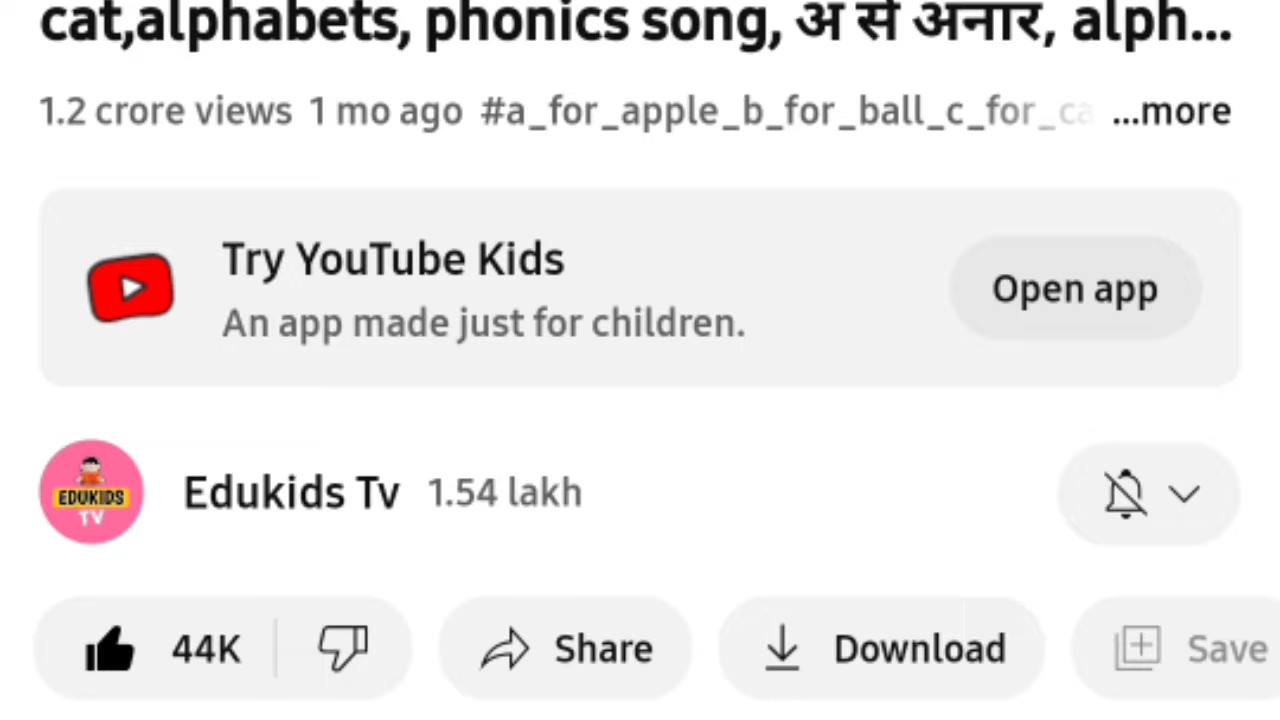 cat,alphabets, phonics song, अ से अनार, alph...
1.2 crore views 1 mo ago #a_for_apple_b_for_ball_c_for_ca ...more
Try YouTube Kids
An app made just for children.
Open app
EDUKIDS
TV
Edukids Tv 1.54 lakh
44K Share Download Save